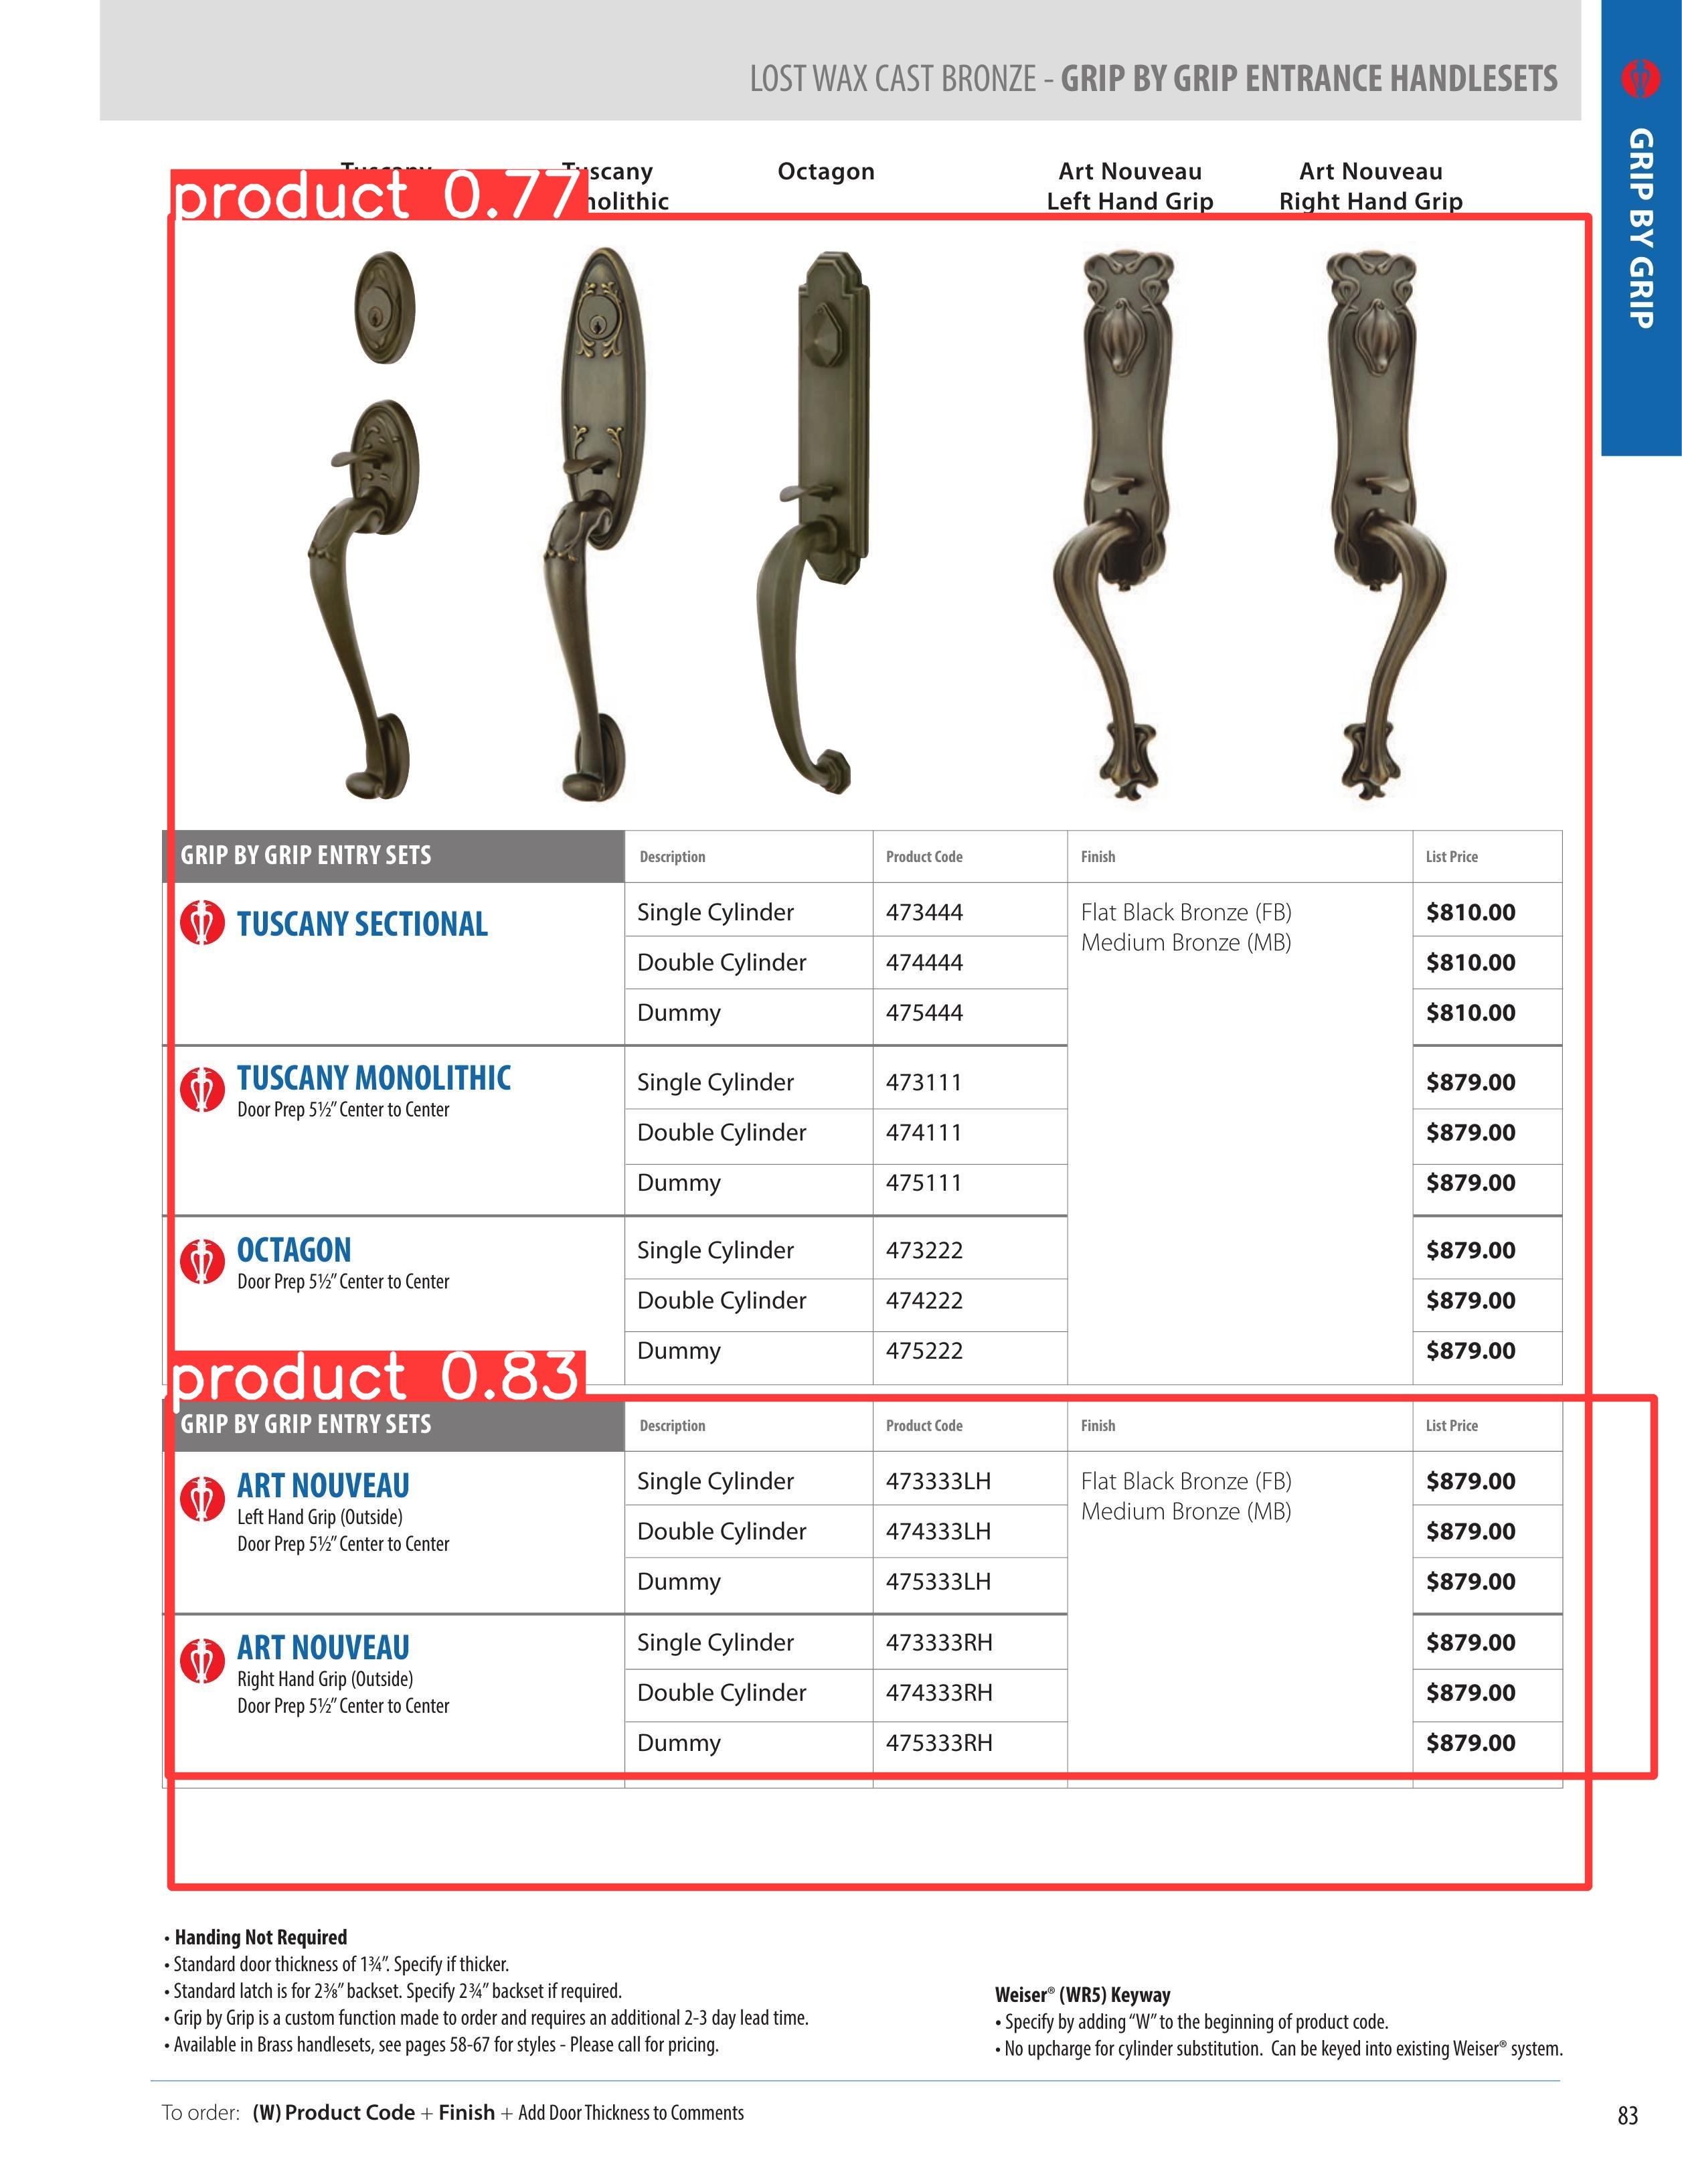 LOST WAX CAST BRONZE - GRIP BY GRIP ENTRANCE HANDLESETS
GRIP BY GRIP
Tuscany
Octagon
Art Nouveau
Left Hand Grip
Art Nouveau
Right Hand Grip
product 0.77
GRIP BY GRIP ENTRY SETS Description Product Code Finish List Price
TUSCANY SECTIONAL
Single Cylinder 473444 Flat Black Bronze (FB) $810.00
Medium Bronze (MB)
Double Cylinder 474444 $810.00
Dummy 475444 $810.00
TUSCANY MONOLITHIC
Door Prep 5½” Center to Center
Single Cylinder 473111 $879.00
Double Cylinder 474111 $879.00
Dummy 475111 $879.00
OCTAGON
Door Prep 5½” Center to Center
Single Cylinder 473222 $879.00
Double Cylinder 474222 $879.00
Dummy 475222 $879.00
product 0.83
GRIP BY GRIP ENTRY SETS Description Product Code Finish List Price
ART NOUVEAU
Left Hand Grip (Outside)
Door Prep 5½” Center to Center
Single Cylinder 473333LH Flat Black Bronze (FB) $879.00
Medium Bronze (MB)
Double Cylinder 474333LH $879.00
Dummy 475333LH $879.00
ART NOUVEAU
Right Hand Grip (Outside)
Door Prep 5½” Center to Center
Single Cylinder 473333RH $879.00
Double Cylinder 474333RH $879.00
Dummy 475333RH $879.00
• Handing Not Required
• Standard door thickness of 1¾”. Specify if thicker.
• Standard latch is for 2⅜” backset. Specify 2¾” backset if required.
• Grip by Grip is a custom function made to order and requires an additional 2-3 day lead time.
• Available in Brass handlesets, see pages 58-67 for styles - Please call for pricing.
Weiser® (WR5) Keyway
• Specify by adding “W” to the beginning of product code.
• No upcharge for cylinder substitution. Can be keyed into existing Weiser® system.
To order: (W) Product Code + Finish + Add Door Thickness to Comments
83